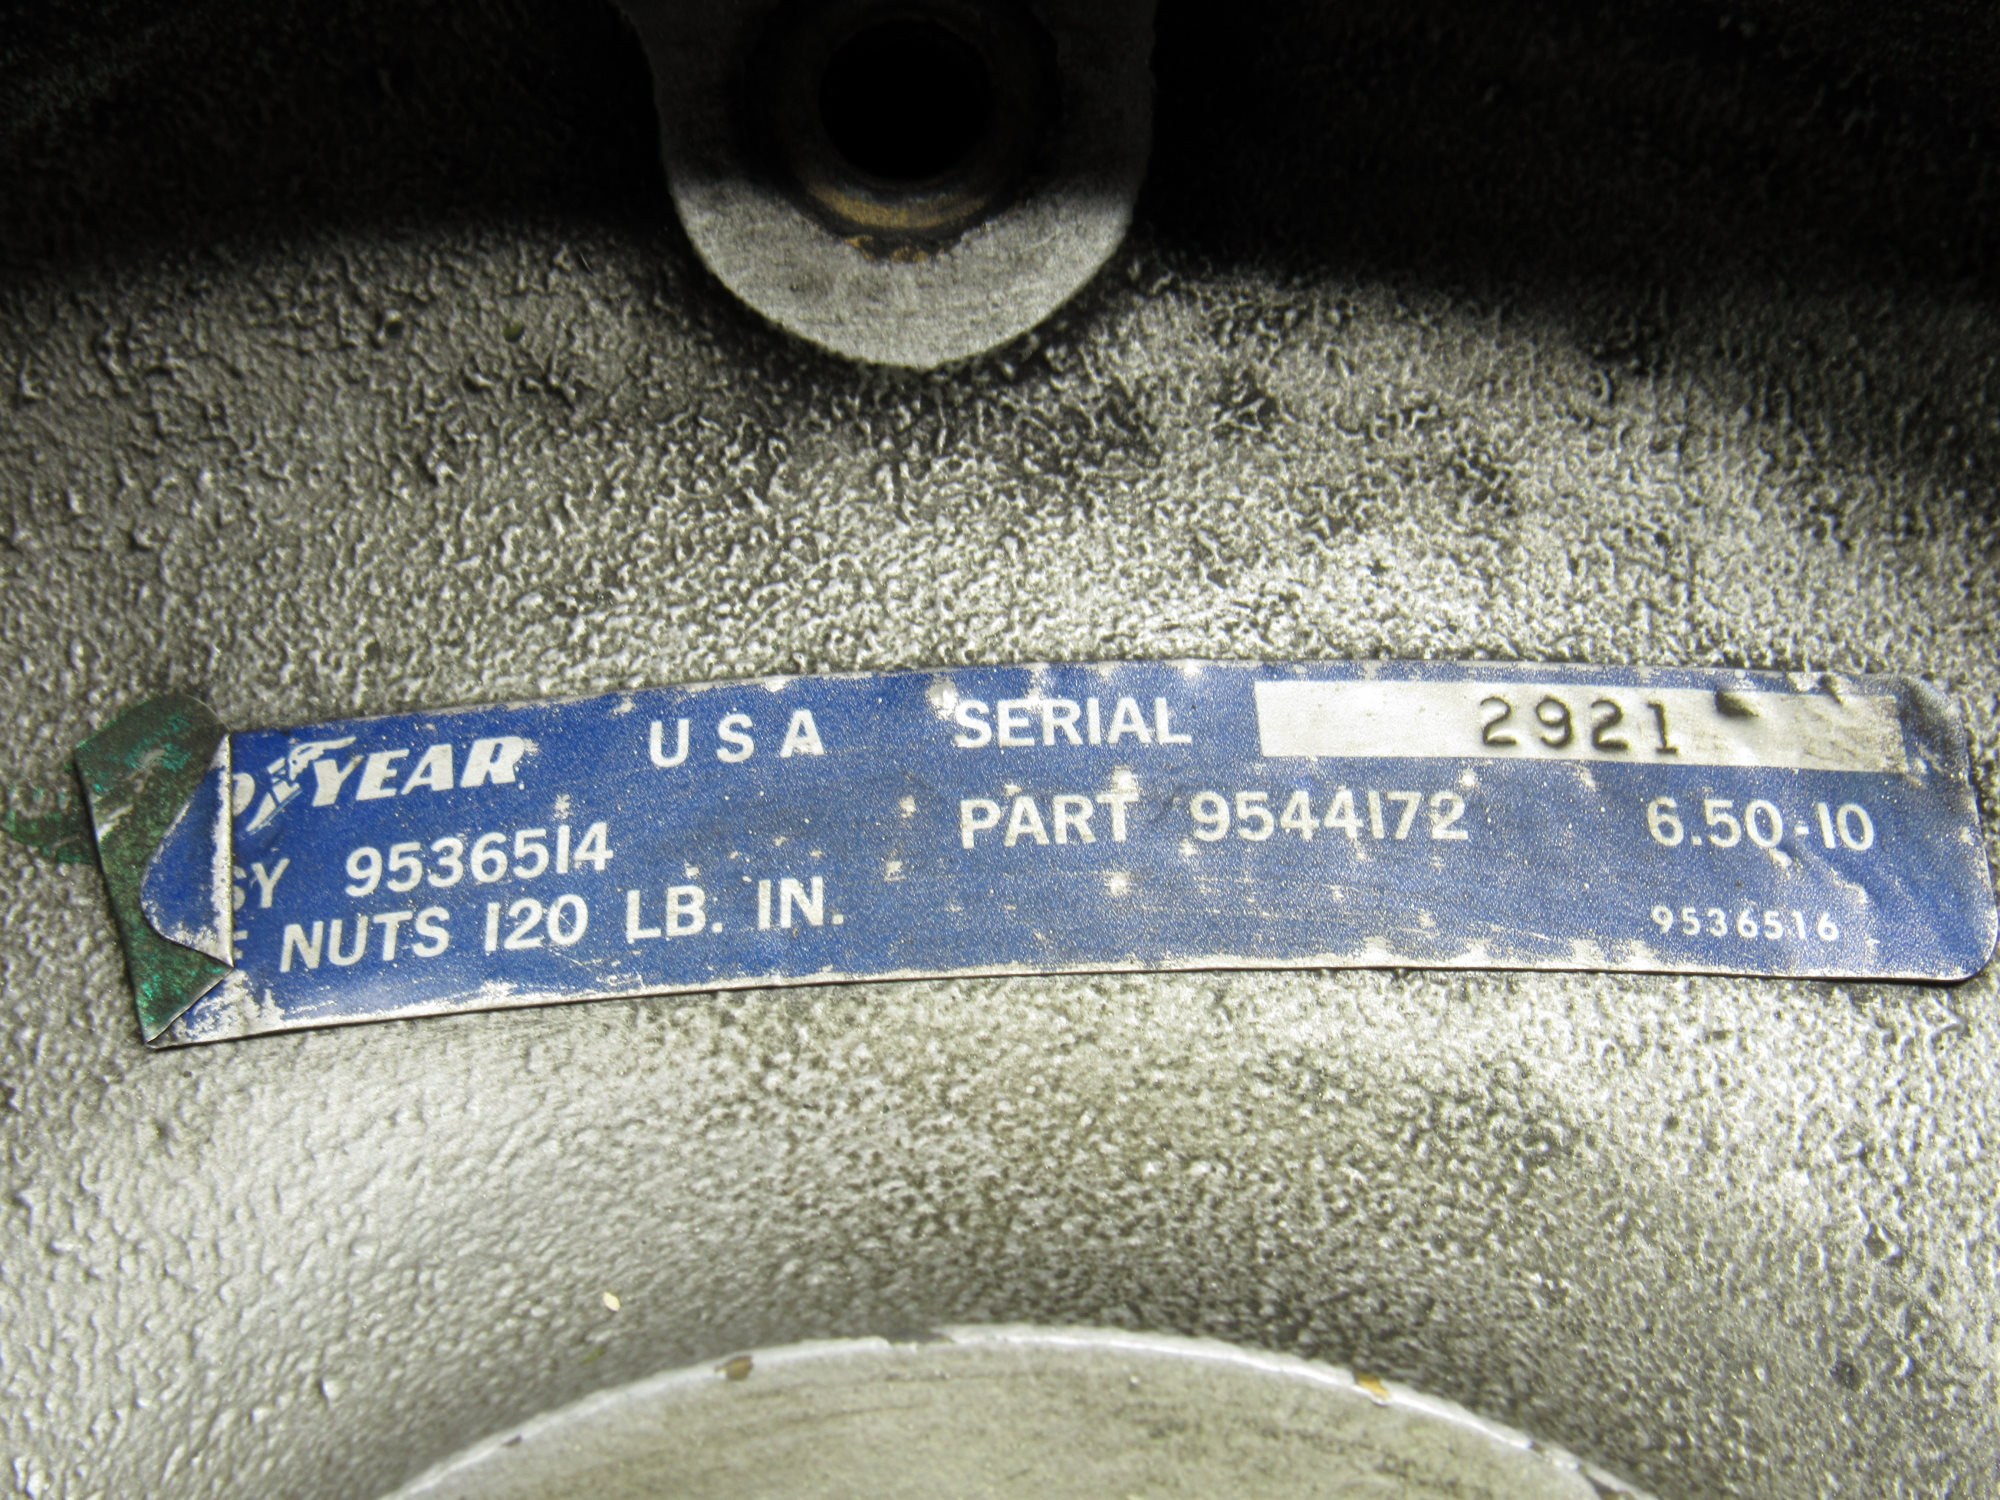 YEAR USA SERIAL 2921
SY 9536514 PART 9544172 6.50-10
E NUTS 120 LB. IN. 9536516